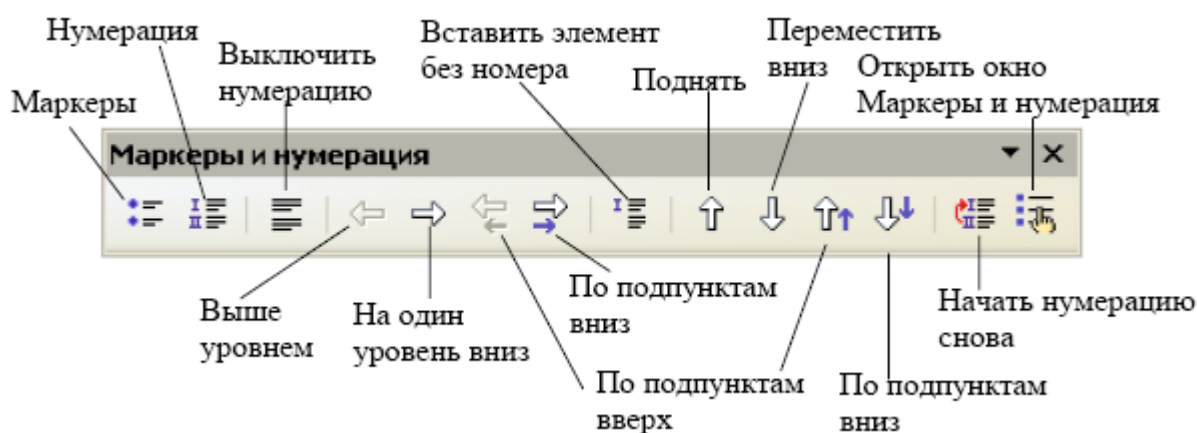 Нумерация
Выключить
нумерацию
Маркеры
Вставить элемент
без номера
Поднять
Переместить
вниз
Открыть окно
Маркеры и нумерация
Маркеры и нумерация
Выше
уровнем
На один
уровень вниз
По подпунктам
вниз
По подпунктам
вверх
По подпунктам
вниз
Начать нумерацию
снова